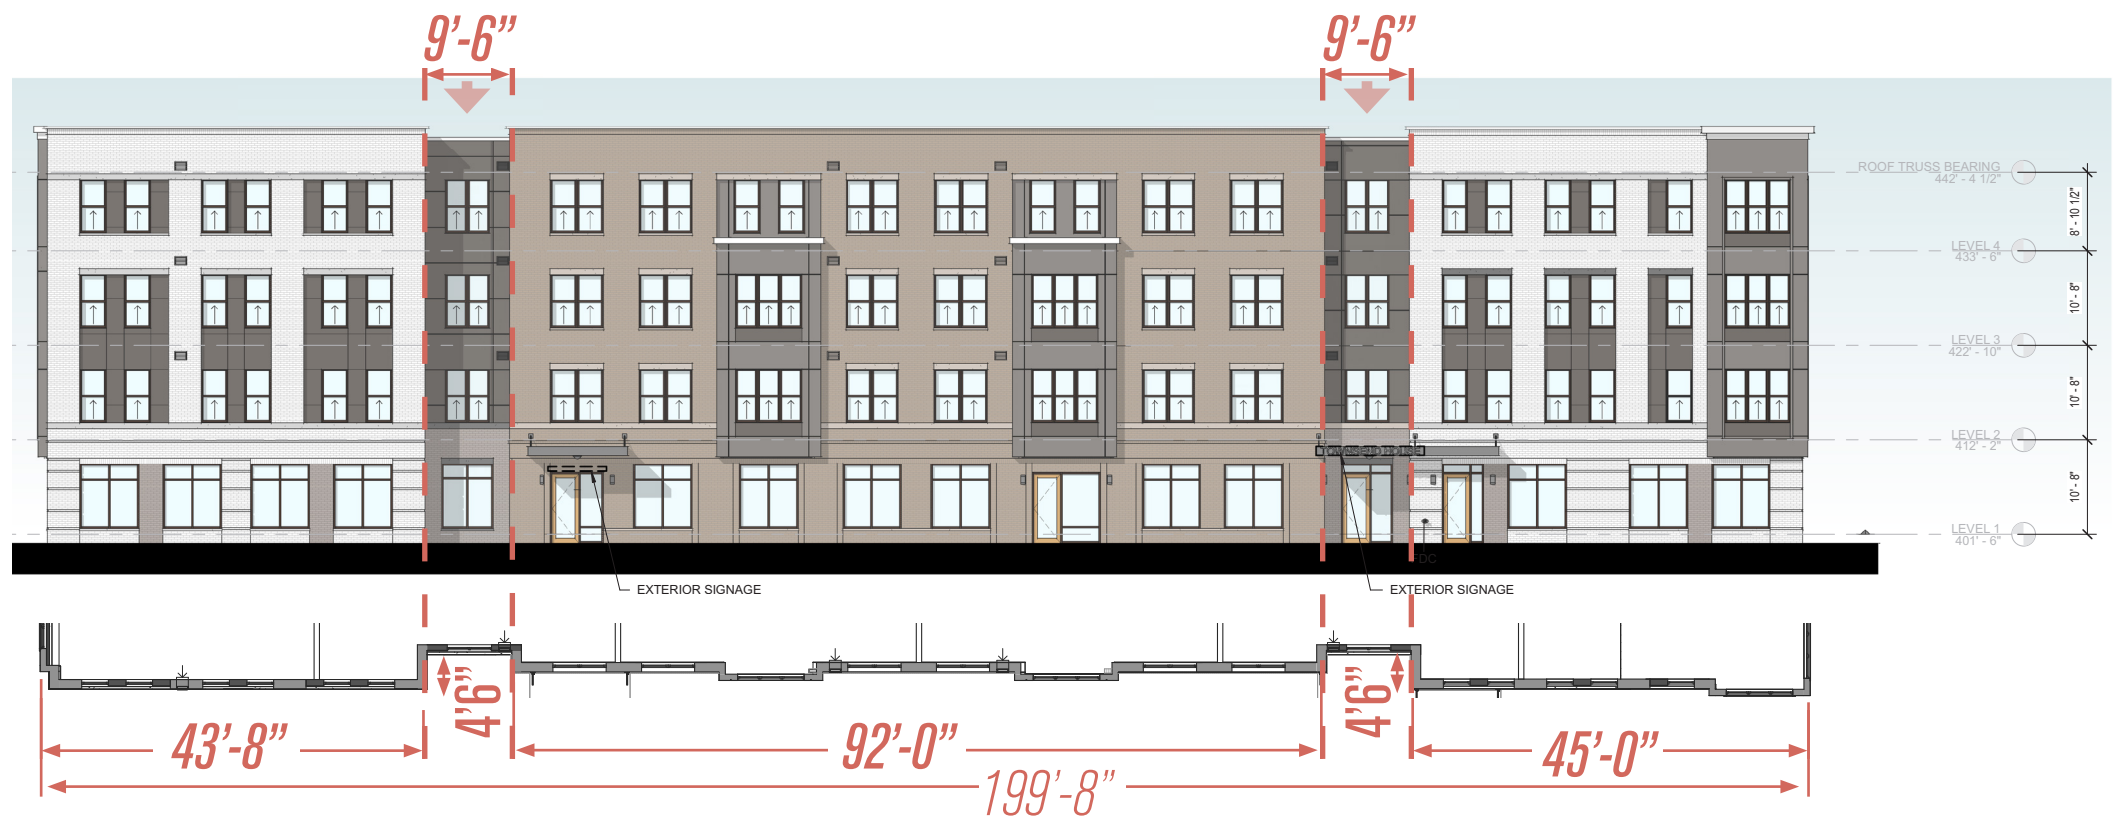 9’-6”
9’-6”
ROOF TRUSS BEARING
442' - 4 1/2"
8' - 10 1/2"
LEVEL 4
433' - 6"
10' - 8"
LEVEL 3
422' - 10"
10' - 8"
LEVEL 2
412' - 2"
10' - 8"
LEVEL 1
401' - 6"
FDC
EXTERIOR SIGNAGE
EXTERIOR SIGNAGE
4’6”
4’6”
43’-8”
92’-0”
45’-0”
199’-8”